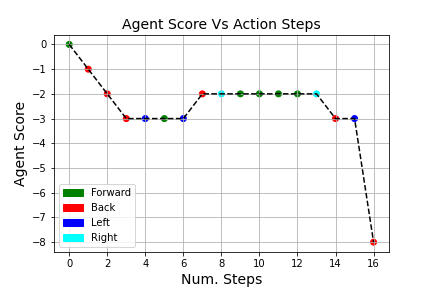 Agent Score Vs Action Steps
0
−1
−2
−3
−4
−5
−6
−7
−8
Agent Score
Forward
Back
Left
Right
0 2 4 6 8 10 12 14 16
Num. Steps